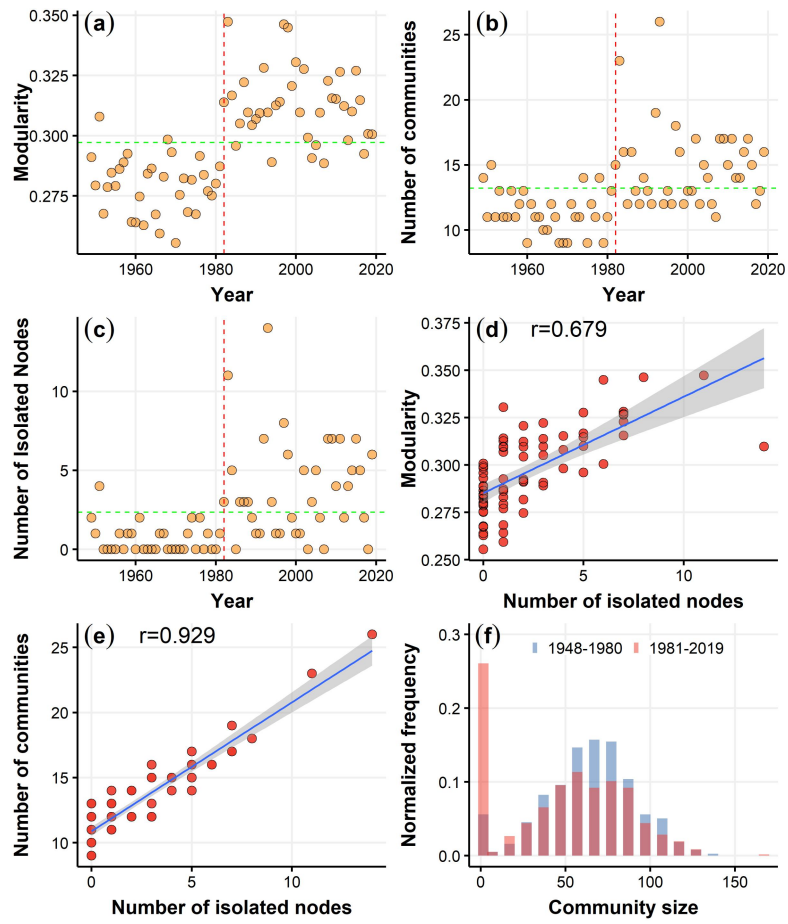 (a)
Modularity
0.350
0.325
0.300
0.275
1960
1980
2000
2020
Year
(b)
Number of communities
25
20
15
10
1960
1980
2000
2020
Year
(c)
Number of Isolated Nodes
10
5
0
1960
1980
2000
2020
Year
(d)
r=0.679
Modularity
0.375
0.350
0.325
0.300
0.275
0.250
0
5
10
Number of isolated nodes
(e)
r=0.929
Number of communities
25
20
15
10
0
5
10
Number of isolated nodes
(f)
1948-1980
1981-2019
Normalized frequency
0.3
0.2
0.1
0.0
0
50
100
150
Community size